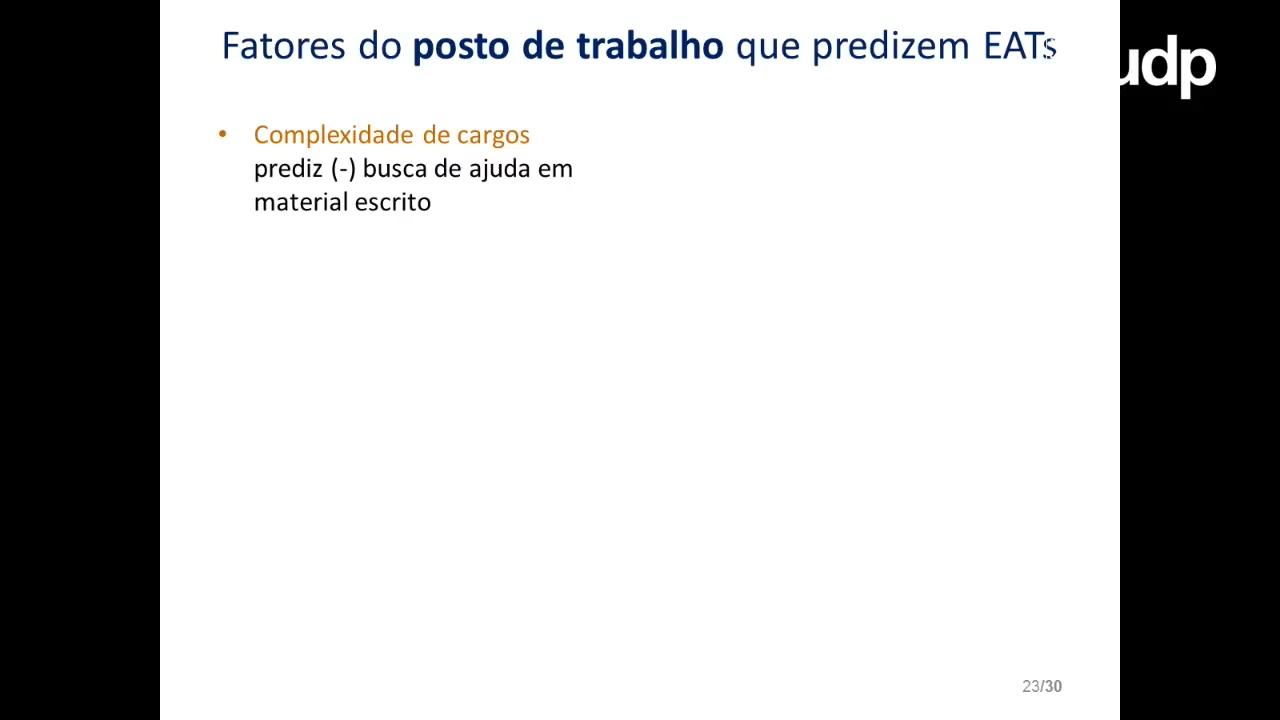 Fatores do posto de trabalho que predizem EATs
udp
• Complexidade de cargos
prediz (-) busca de ajuda em
material escrito
23/30